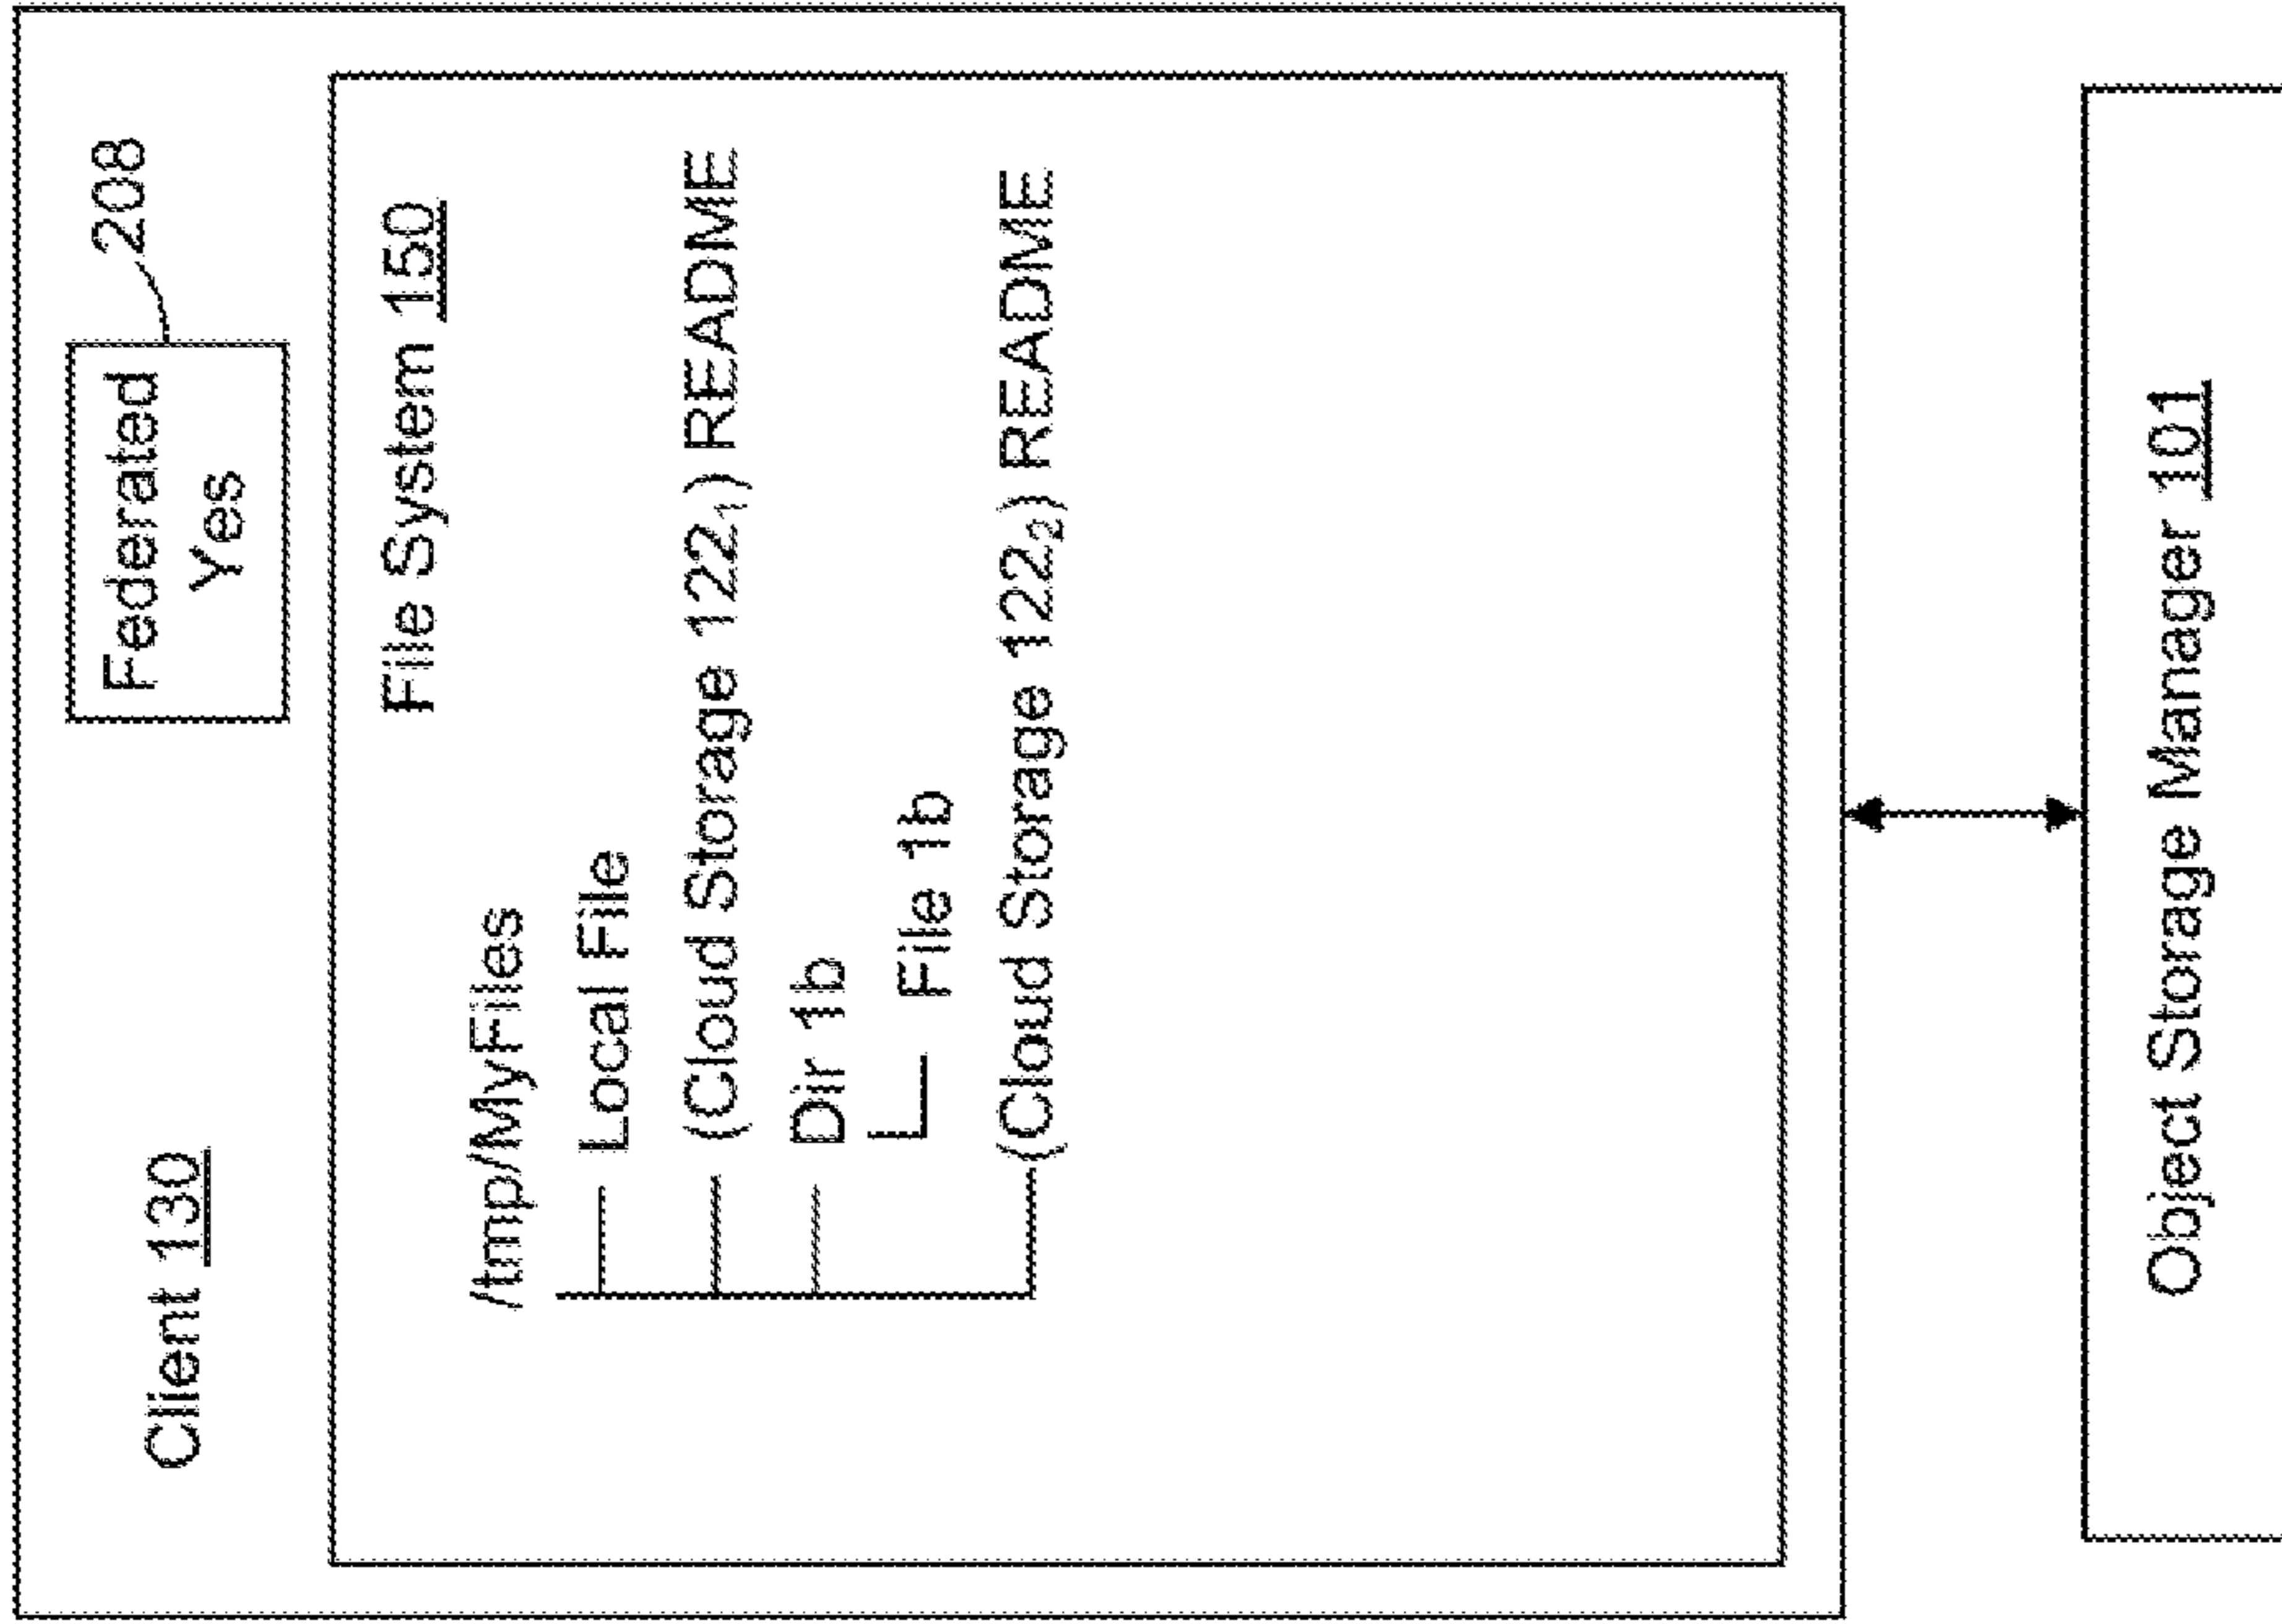 Client 130
Federated
Yes
208
File System 150
/tmp/MyFiles
Local File
(Cloud Storage 122₁) README
Dir 1b
File 1b
(Cloud Storage 122₂) README
Object Storage Manager 101